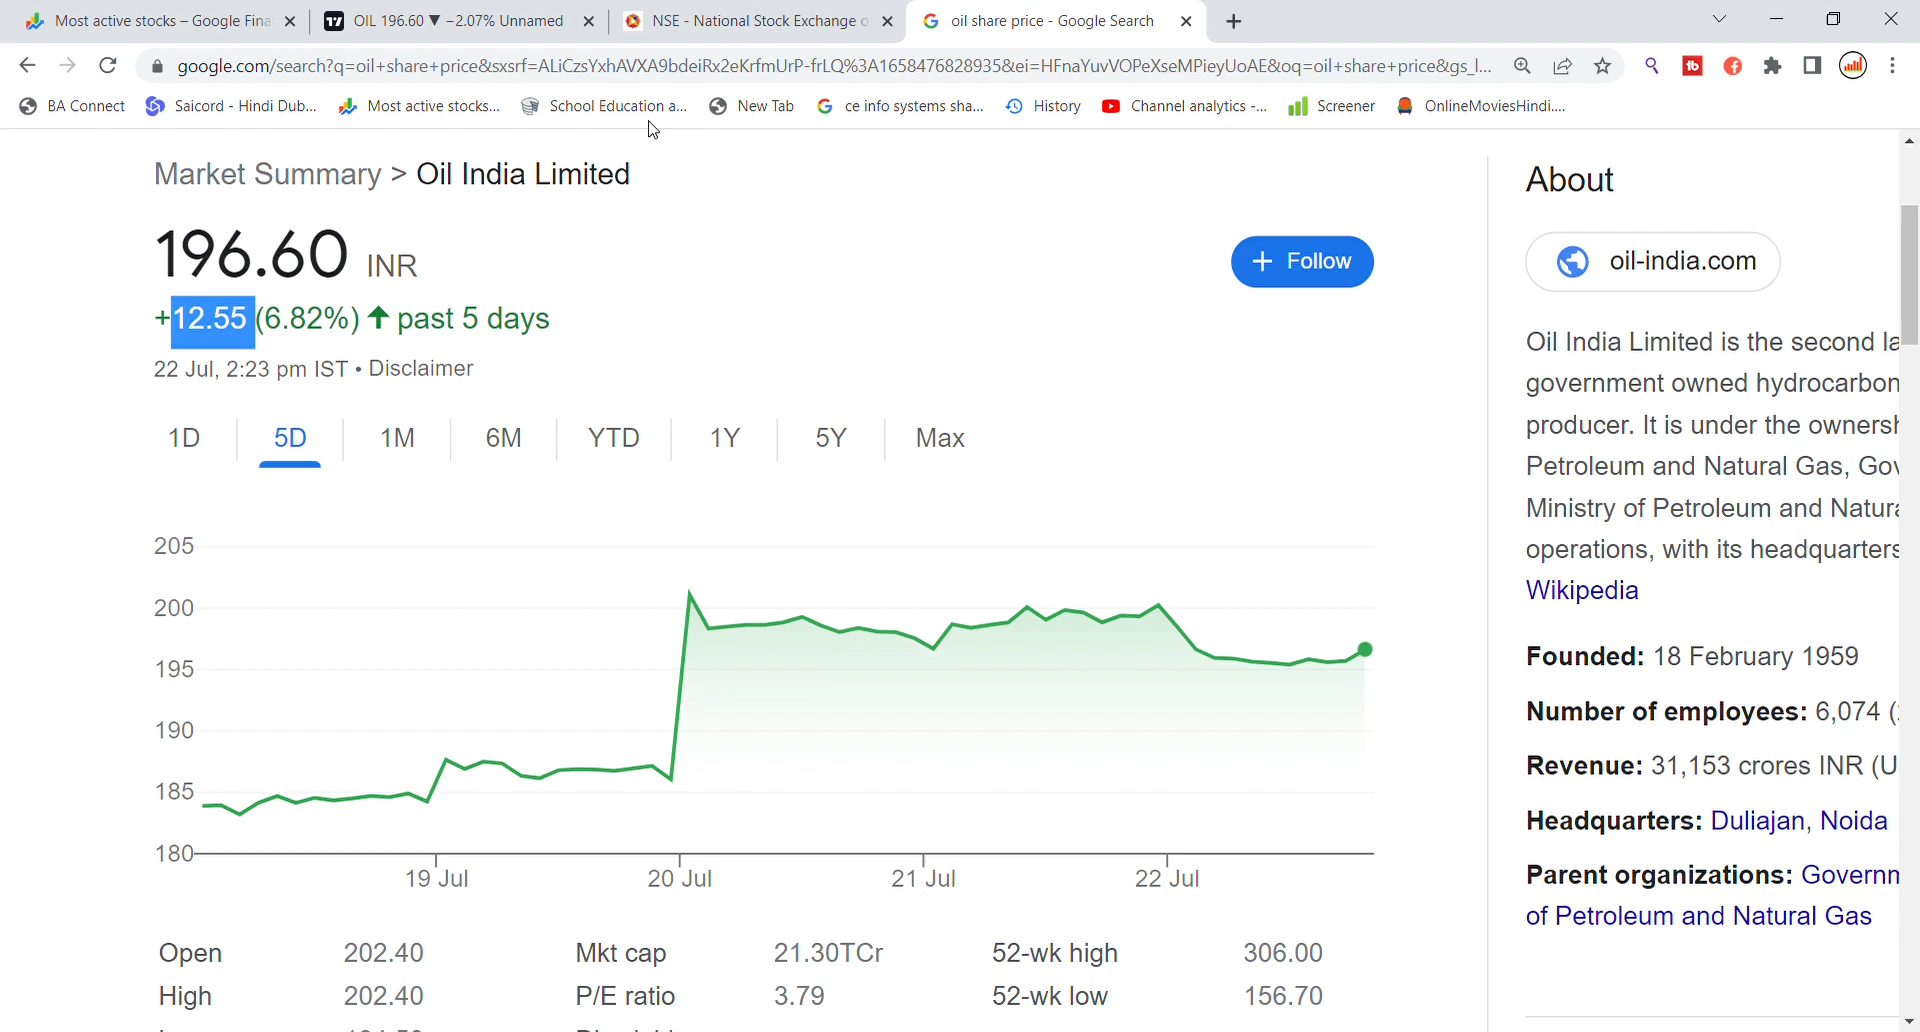 Most active stocks – Google Fina
OIL 196.60 ▼ −2.07% Unnamed
NSE - National Stock Exchange o
oil share price - Google Search
google.com/search?q=oil+share+price&sxsrf=ALiCzsYxhAVXA9bdeiRx2eKrfmUrP-frLQ%3A1658476828935&ei=HFnaYuvVOPeXseMPieyUoAE&oq=oil+share+price&gs_l...
BA Connect
Saicord - Hindi Dub...
Most active stocks...
School Education a...
New Tab
ce info systems sha...
History
Channel analytics -...
Screener
OnlineMoviesHindi....
Market Summary > Oil India Limited
196.60 INR
+ Follow
+12.55 (6.82%) ↑ past 5 days
22 Jul, 2:23 pm IST • Disclaimer
1D 5D 1M 6M YTD 1Y 5Y Max
205
200
195
190
185
180
19 Jul 20 Jul 21 Jul 22 Jul
Open 202.40 Mkt cap 21.30TCr 52-wk high 306.00
High 202.40 P/E ratio 3.79 52-wk low 156.70
About
oil-india.com
Oil India Limited is the second la
government owned hydrocarbon
producer. It is under the ownersh
Petroleum and Natural Gas, Gov
Ministry of Petroleum and Natura
operations, with its headquarters
Wikipedia
Founded: 18 February 1959
Number of employees: 6,074 (
Revenue: 31,153 crores INR (U
Headquarters: Duliajan, Noida
Parent organizations: Governm
of Petroleum and Natural Gas